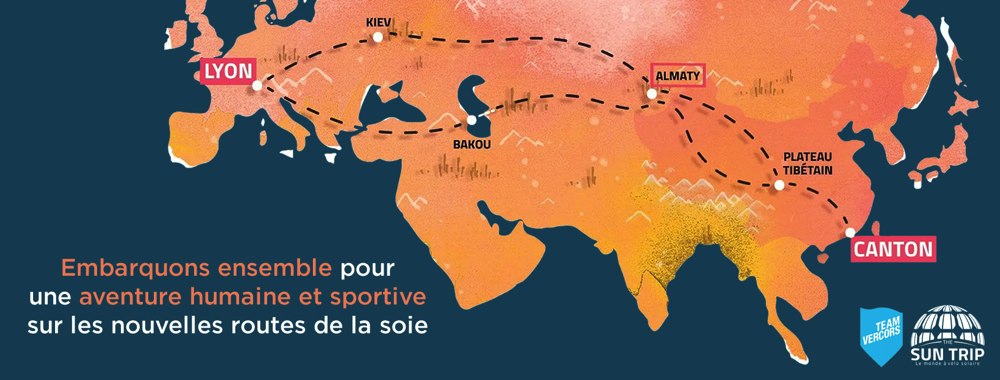 KIEV
LYON
ALMATY
BAKOU
PLATEAU
TIBÉTAIN
CANTON
Embarquons ensemble pour
une aventure humaine et sportive
sur les nouvelles routes de la soie
TEAM
VERCORS
THE
SUN TRIP
Le monde à vélo solaire